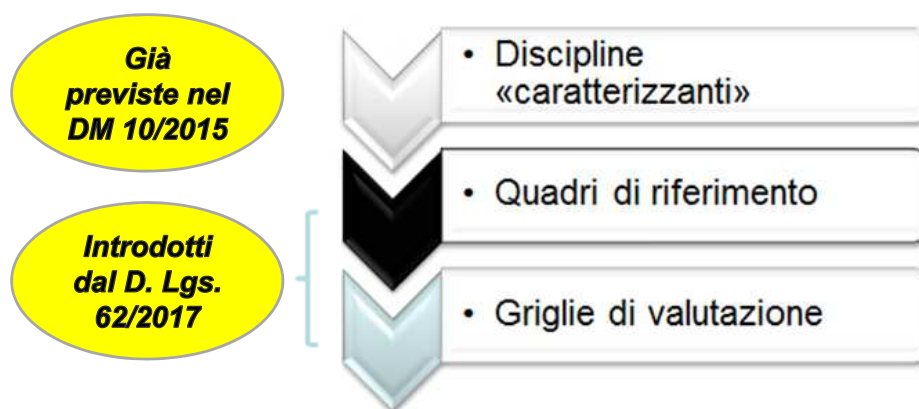 Già
previste nel
DM 10/2015
• Discipline
«caratterizzanti»
Introdotti
dal D. Lgs.
62/2017
• Quadri di riferimento
• Griglie di valutazione